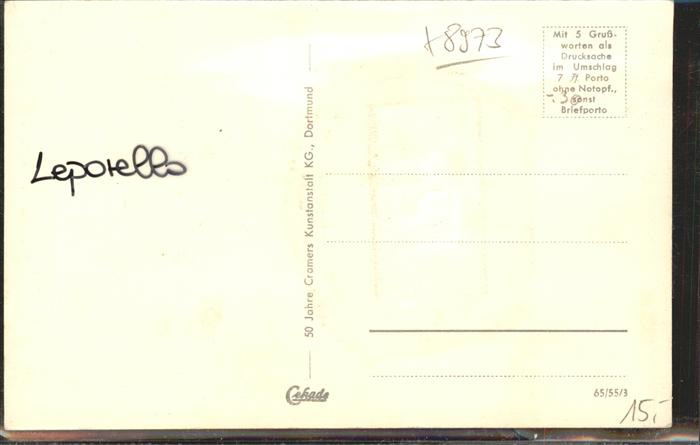 +8973
Mit 5 Gruß-
worten als
Drucksache
im Umschlag
7 ₰ Porto
ohne Notopf.,
sonst
Briefporto
Leporello
50 Jahre Cramers Kunstanstalt KG., Dortmund
Cekade
65/55/3
15,-